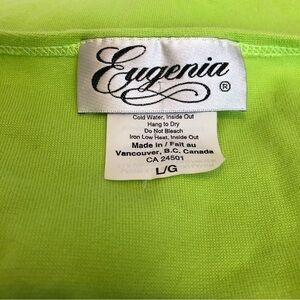 Eugenia ®
Cold Water, Inside Out
Hang to Dry
Do Not Bleach
Iron Low Heat, Inside Out
Made in / Fait au
Vancouver, B.C. Canada
CA 24501
L/G